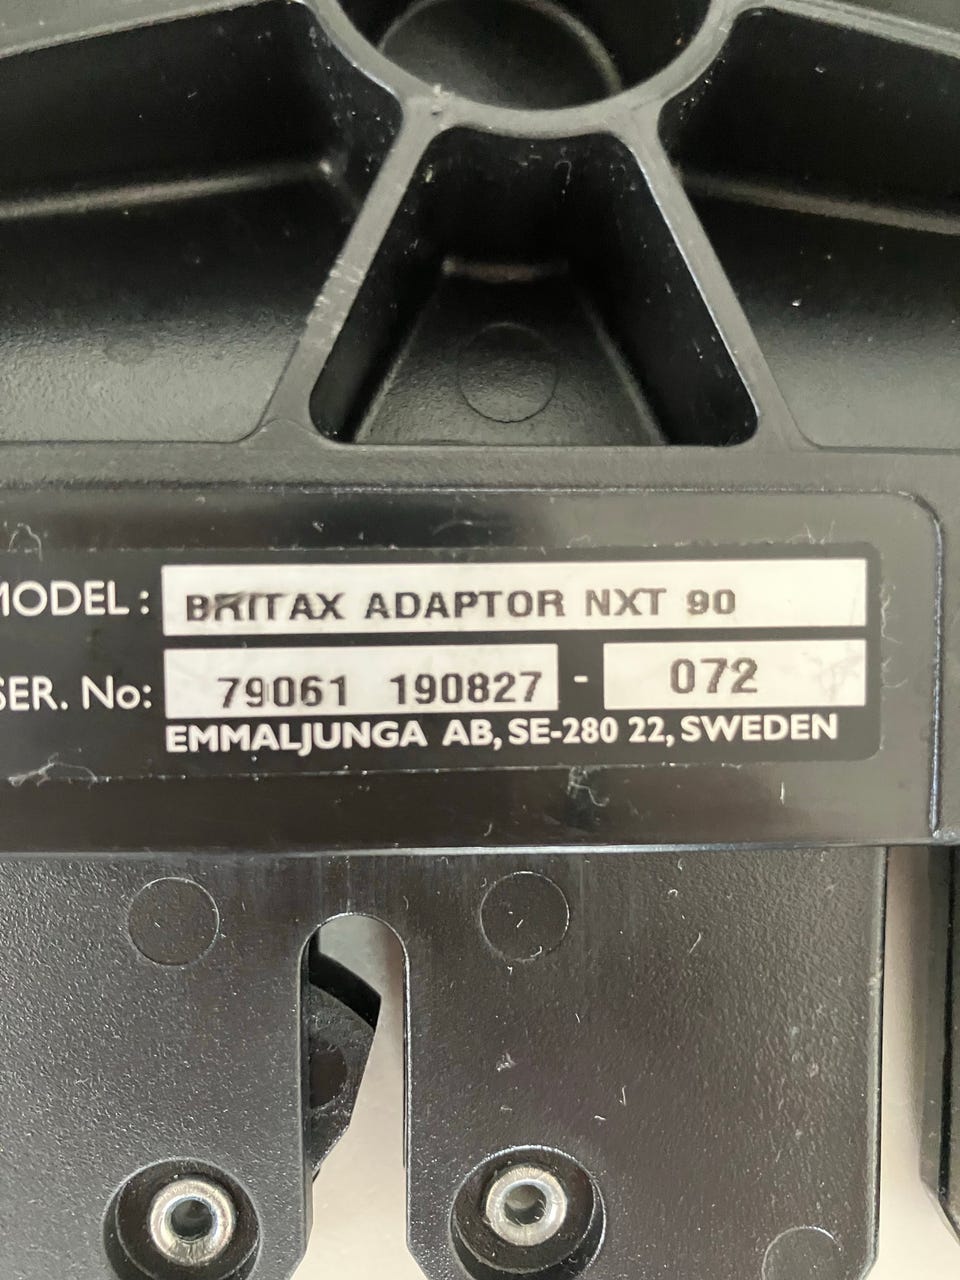 MODEL: BRITAX ADAPTOR NXT 90
SER. No: 79061 190827 - 072
EMMALJUNGA AB, SE-280 22, SWEDEN